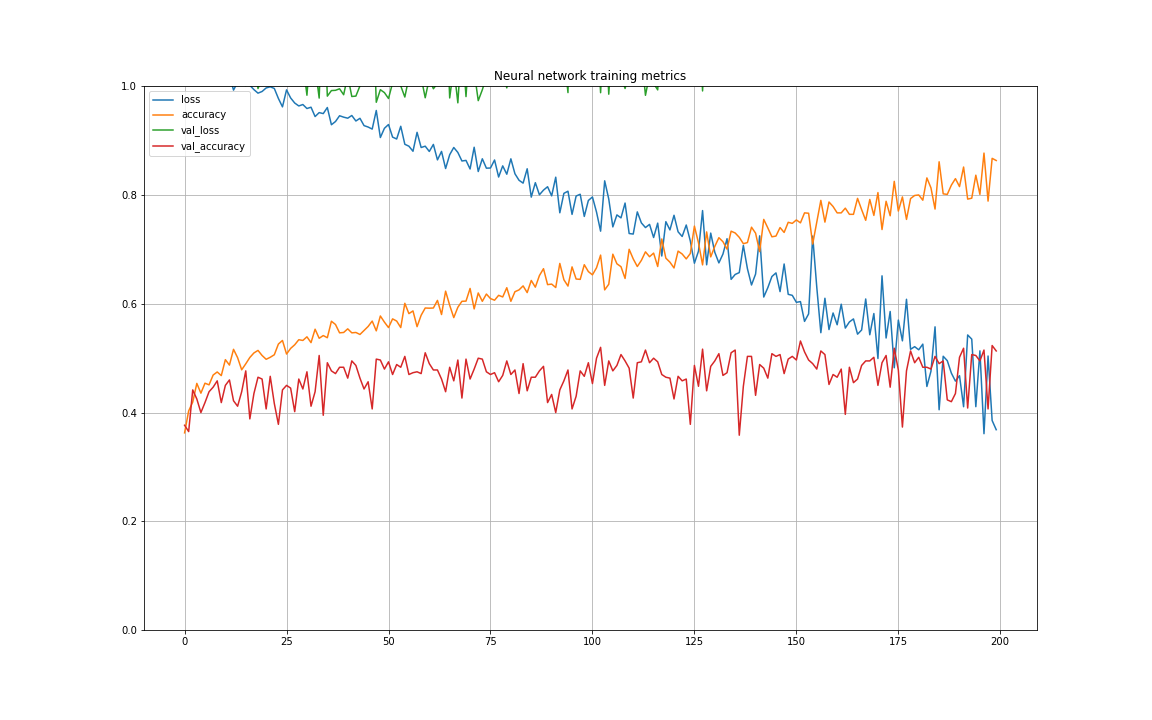 Neural network training metrics
1.0
loss
accuracy
val_loss
val_accuracy
0.8
0.6
0.4
0.2
0.0
0 25 50 75 100 125 150 175 200